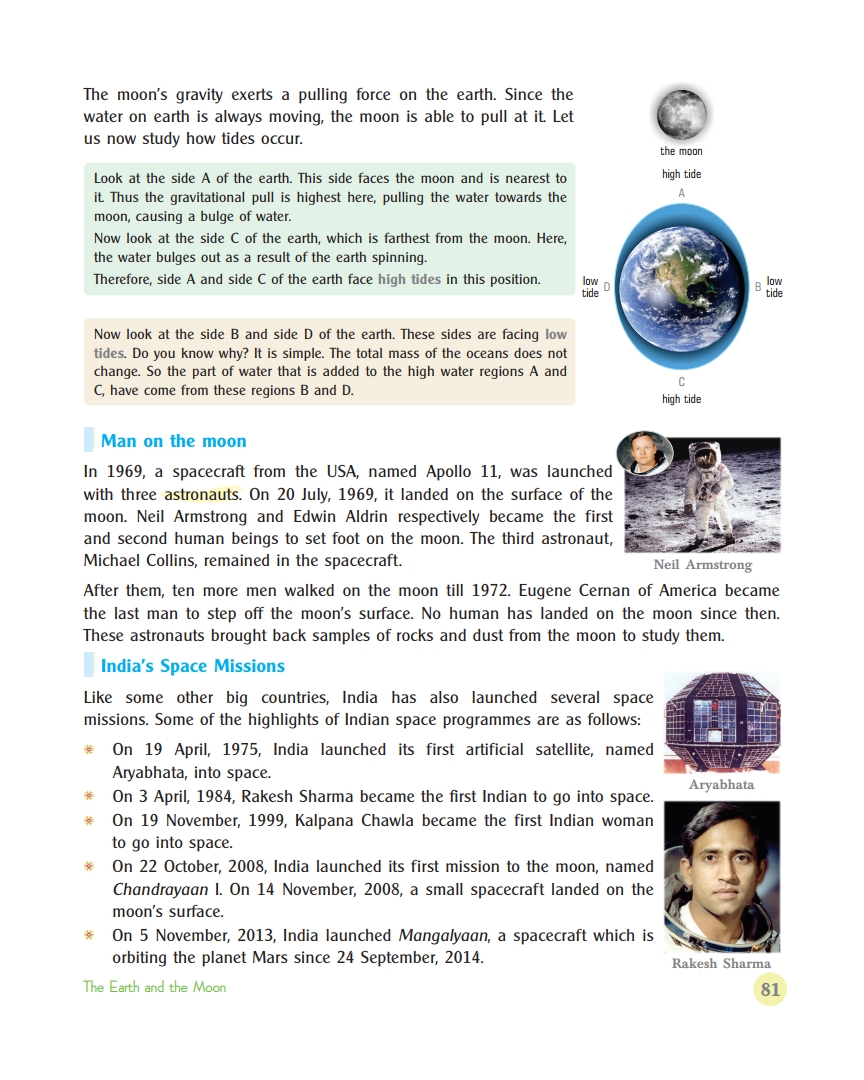 The moon's gravity exerts a pulling force on the earth. Since the
water on earth is always moving, the moon is able to pull at it. Let
us now study how tides occur.
Look at the side A of the earth. This side faces the moon and is nearest to
it. Thus the gravitational pull is highest here, pulling the water towards the
moon, causing a bulge of water.
Now look at the side C of the earth, which is farthest from the moon. Here,
the water bulges out as a result of the earth spinning.
Therefore, side A and side C of the earth face high tides in this position.
Now look at the side B and side D of the earth. These sides are facing low
tides. Do you know why? It is simple. The total mass of the oceans does not
change. So the part of water that is added to the high water regions A and
C, have come from these regions B and D.
the moon
high tide
A
low
tide
D
B
low
tide
C
high tide
Man on the moon
In 1969, a spacecraft from the USA, named Apollo 11, was launched
with three astronauts. On 20 July, 1969, it landed on the surface of the
moon. Neil Armstrong and Edwin Aldrin respectively became the first
and second human beings to set foot on the moon. The third astronaut,
Michael Collins, remained in the spacecraft.
Neil Armstrong
After them, ten more men walked on the moon till 1972. Eugene Cernan of America became
the last man to step off the moon's surface. No human has landed on the moon since then.
These astronauts brought back samples of rocks and dust from the moon to study them.
India's Space Missions
Like some other big countries, India has also launched several space
missions. Some of the highlights of Indian space programmes are as follows:
On 19 April, 1975, India launched its first artificial satellite, named
Aryabhata, into space.
On 3 April, 1984, Rakesh Sharma became the first Indian to go into space.
On 19 November, 1999, Kalpana Chawla became the first Indian woman
to go into space.
On 22 October, 2008, India launched its first mission to the moon, named
Chandrayaan I. On 14 November, 2008, a small spacecraft landed on the
moon's surface.
On 5 November, 2013, India launched Mangalyaan, a spacecraft which is
orbiting the planet Mars since 24 September, 2014.
Aryabhata
Rakesh Sharma
The Earth and the Moon
81